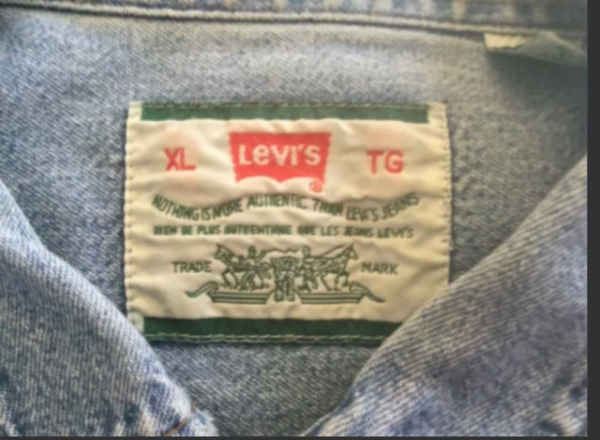 XL Levi's ® TG
NOTHING IS MORE AUTHENTIC THAN LEVI'S JEANS
RIEN DE PLUS AUTHENTIQUE QUE LES JEANS LEVI'S
TRADE MARK